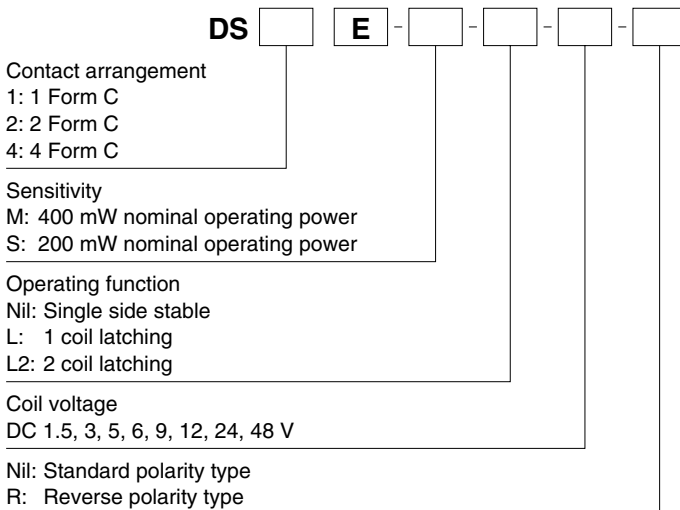 DS E - - - -
Contact arrangement
1: 1 Form C
2: 2 Form C
4: 4 Form C
Sensitivity
M: 400 mW nominal operating power
S: 200 mW nominal operating power
Operating function
Nil: Single side stable
L: 1 coil latching
L2: 2 coil latching
Coil voltage
DC 1.5, 3, 5, 6, 9, 12, 24, 48 V
Nil: Standard polarity type
R: Reverse polarity type